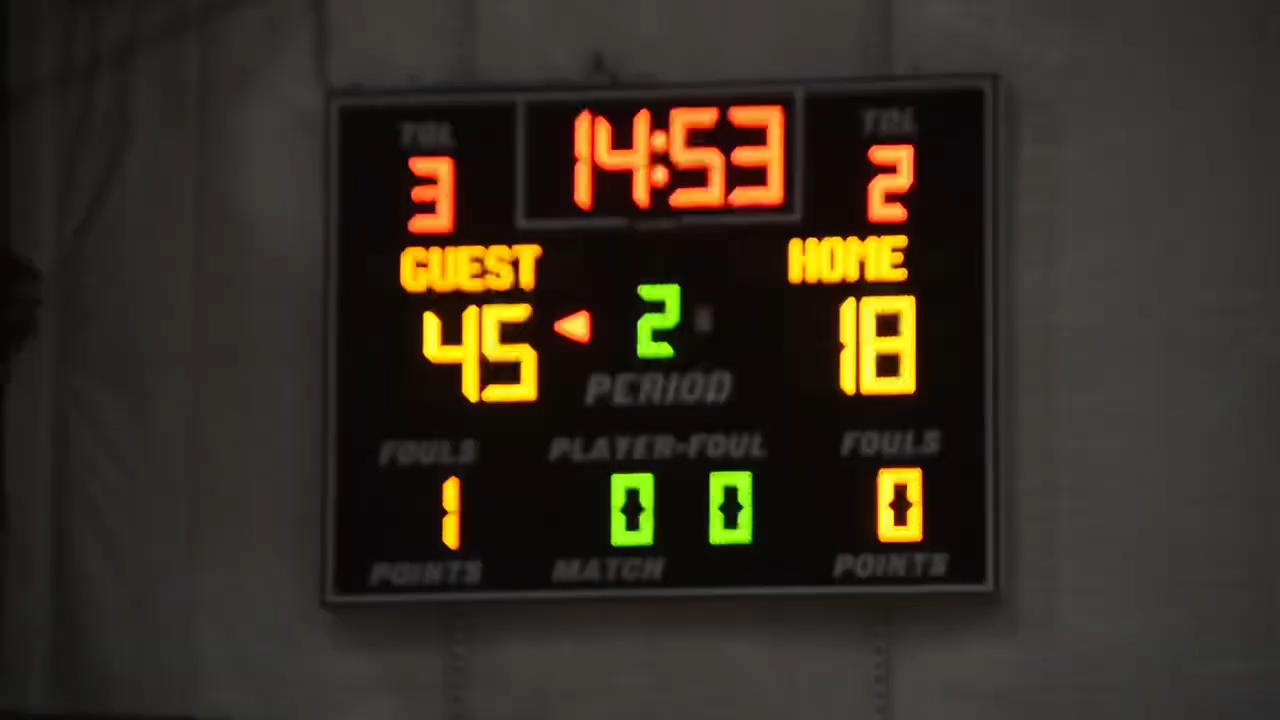 14:53
TOL TOL
3 2
GUEST HOME
45 2 18
PERIOD
FOULS PLAYER-FOUL FOULS
1 0 0 0
POINTS MATCH POINTS